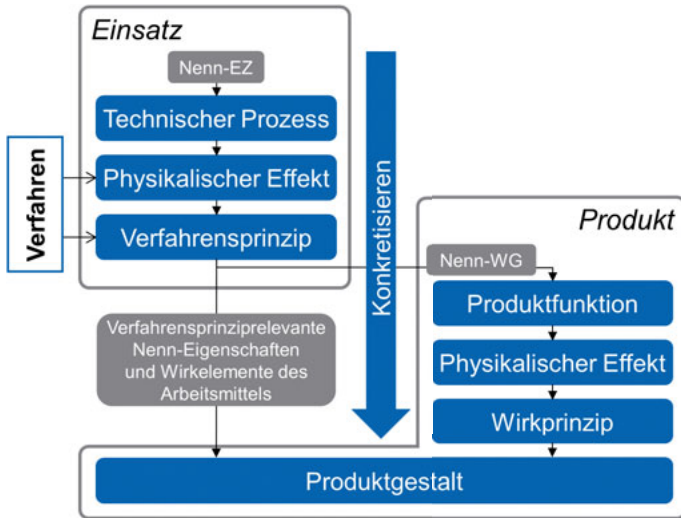 Einsatz
Nenn-EZ
Technischer Prozess
Physikalischer Effekt
Verfahrensprinzip
Verfahren
Konkretisieren
Verfahrensprinziprelevante
Nenn-Eigenschaften
und Wirkelemente des
Arbeitsmittels
Produkt
Nenn-WG
Produktfunktion
Physikalischer Effekt
Wirkprinzip
Produktgestalt